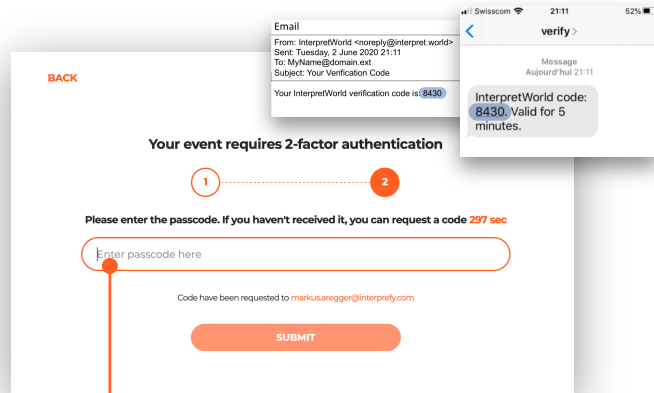 Swisscom 21:11 52%
verify >
Message
Aujourd'hui 21:11
InterpretWorld code:
8430. Valid for 5
minutes.
Email
From: InterpretWorld <noreply@interpret.world>
Sent: Tuesday, 2 June 2020 21:11
To: MyName@domain.ext
Subject: Your Verification Code
Your InterpretWorld verification code is: 8430
BACK
Your event requires 2-factor authentication
1 2
Please enter the passcode. If you haven't received it, you can request a code 297 sec
Enter passcode here
Code have been requested to markus.aregger@interprefy.com
SUBMIT